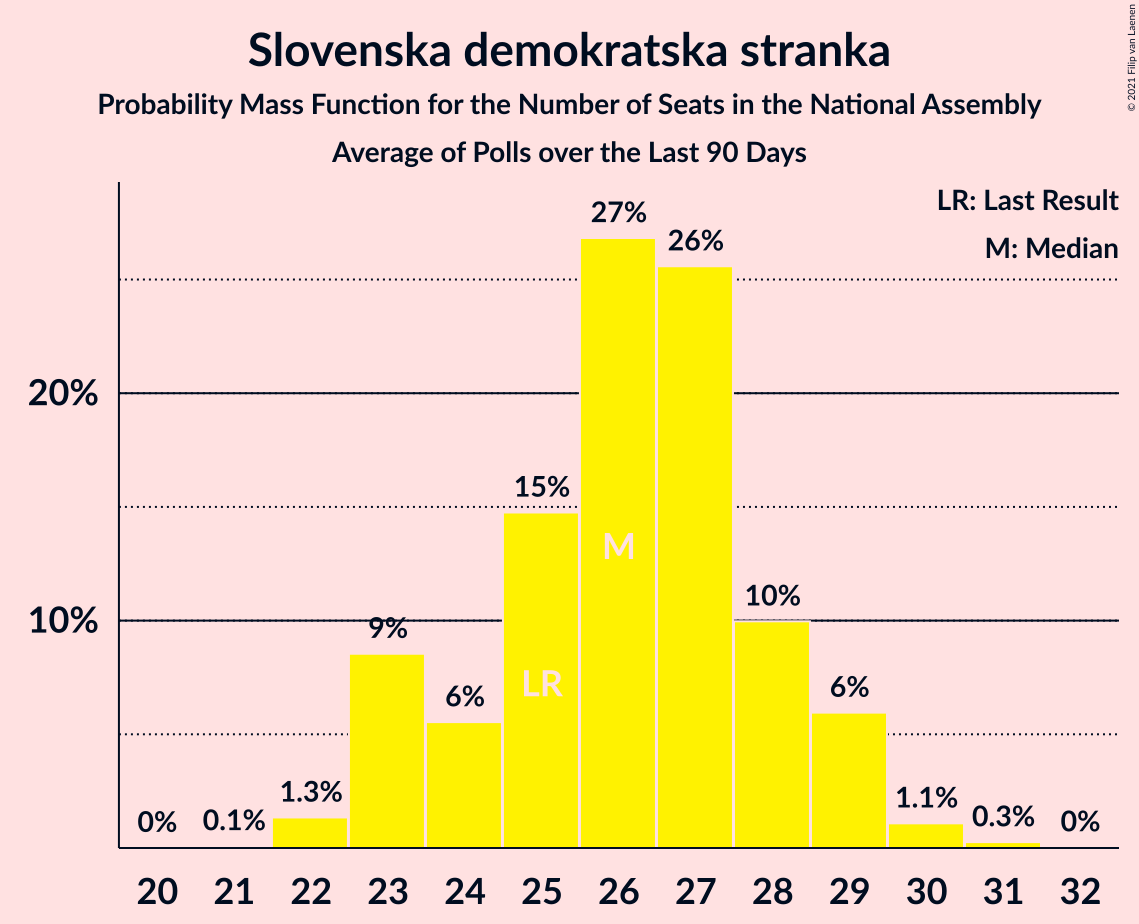 Slovenska demokratska stranka
Probability Mass Function for the Number of Seats in the National Assembly
Average of Polls over the Last 90 Days
© 2021 Filip van Laenen
LR: Last Result
M: Median
27%
26%
20%
15%
M
10%
10%
9%
LR
6%
6%
1.3%
1.1%
0%
0.1%
0.3%
0%
20 21 22 23 24 25 26 27 28 29 30 31 32